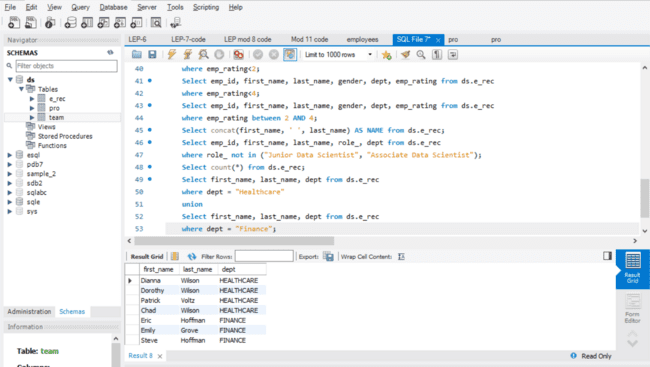 File Edit View Query Database Server Tools Scripting Help
Navigator
SCHEMAS
Filter objects
ds
Tables
e_rec
pro
team
Views
Stored Procedures
Functions
esql
pdb7
sample_2
sdb2
sqlabc
sqle
sys
Administration Schemas
Information
Table: team
LEP-6 LEP-7-code LEP mod 8 code Mod 11 code employees SQL File 7* pro pro
Limit to 1000 rows
40 where emp_rating<2;
41 Select emp_id, first_name, last_name, gender, dept, emp_rating from ds.e_rec
42 where emp_rating<4;
43 Select emp_id, first_name, last_name, gender, dept, emp_rating from ds.e_rec
44 where emp_rating between 2 AND 4;
45 Select concat(first_name, ' ', last_name) AS NAME from ds.e_rec;
46 Select emp_id, first_name, last_name, role_, dept from ds.e_rec
47 where role_ not in ("Junior Data Scientist", "Associate Data Scientist");
48 Select count(*) from ds.e_rec;
49 Select first_name, last_name, dept from ds.e_rec
50 where dept = "Healthcare"
51 union
52 Select first_name, last_name, dept from ds.e_rec
53 where dept = "Finance";
Result Grid Filter Rows: Export: Wrap Cell Content:
first_name last_name dept
Dianna Wilson HEALTHCARE
Dorothy Wilson HEALTHCARE
Patrick Voltz HEALTHCARE
Chad Wilson HEALTHCARE
Eric Hoffman FINANCE
Emily Grove FINANCE
Steve Hoffman FINANCE
Result 8
Read Only
Result
Grid
Form
Editor